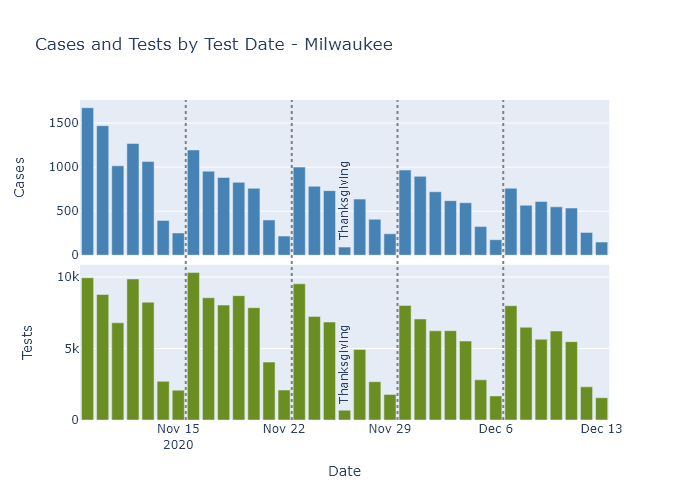 Cases and Tests by Test Date - Milwaukee
1500
1000
500
0
Cases
Thanksgiving
10k
5k
0
Tests
Thanksgiving
Nov 15
2020
Nov 22
Nov 29
Dec 6
Dec 13
Date